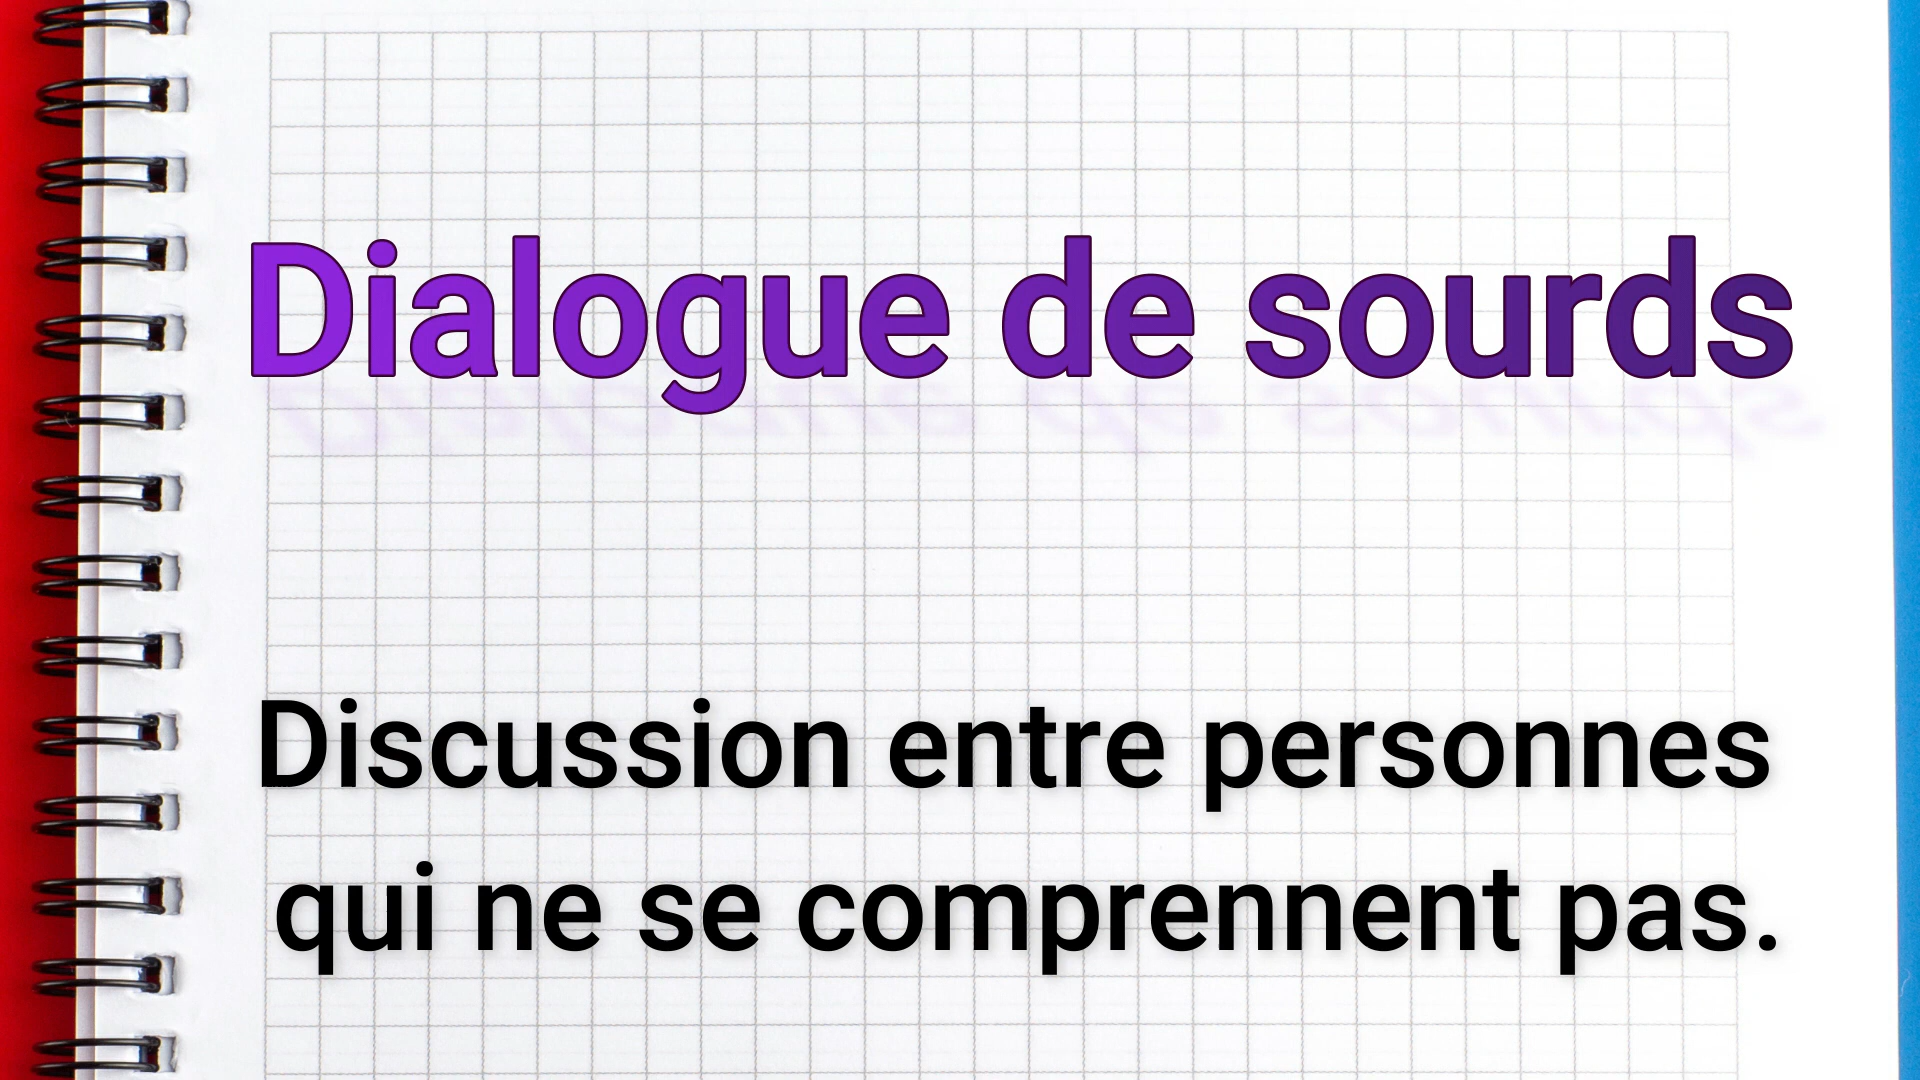 Dialogue de sourds
Discussion entre personnes
qui ne se comprennent pas.